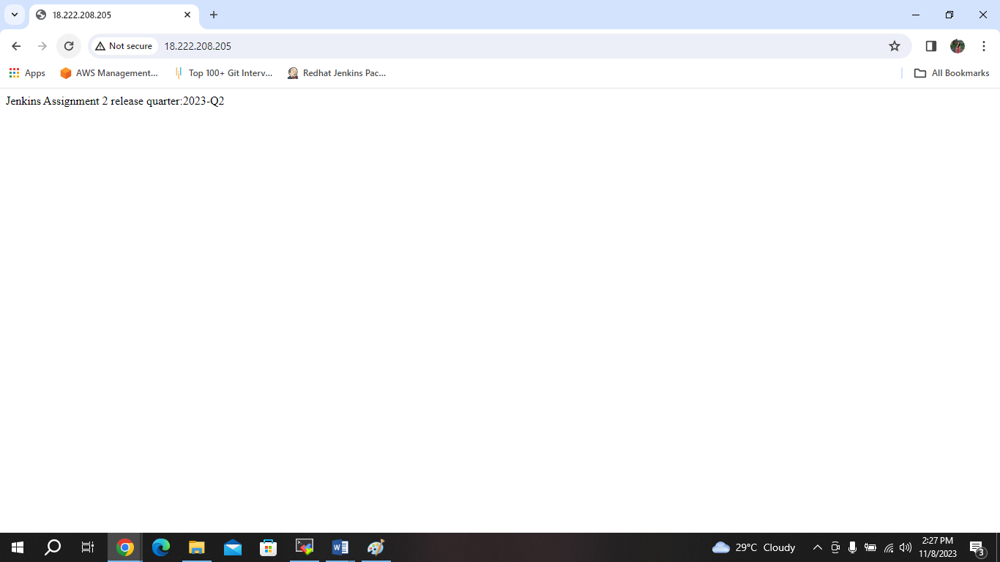 18.222.208.205
Not secure
18.222.208.205
Apps
AWS Management...
Top 100+ Git Interv...
Redhat Jenkins Pac...
All Bookmarks
Jenkins Assignment 2 release quarter:2023-Q2
29°C Cloudy
2:27 PM
11/8/2023
3